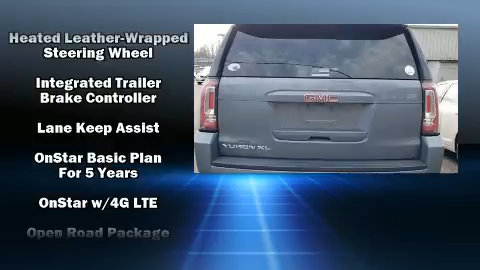 Heated Leather-Wrapped
Steering Wheel
Integrated Trailer
Brake Controller
Lane Keep Assist
OnStar Basic Plan
For 5 Years
OnStar w/4G LTE
Open Road Package
GMC
YUKON XL